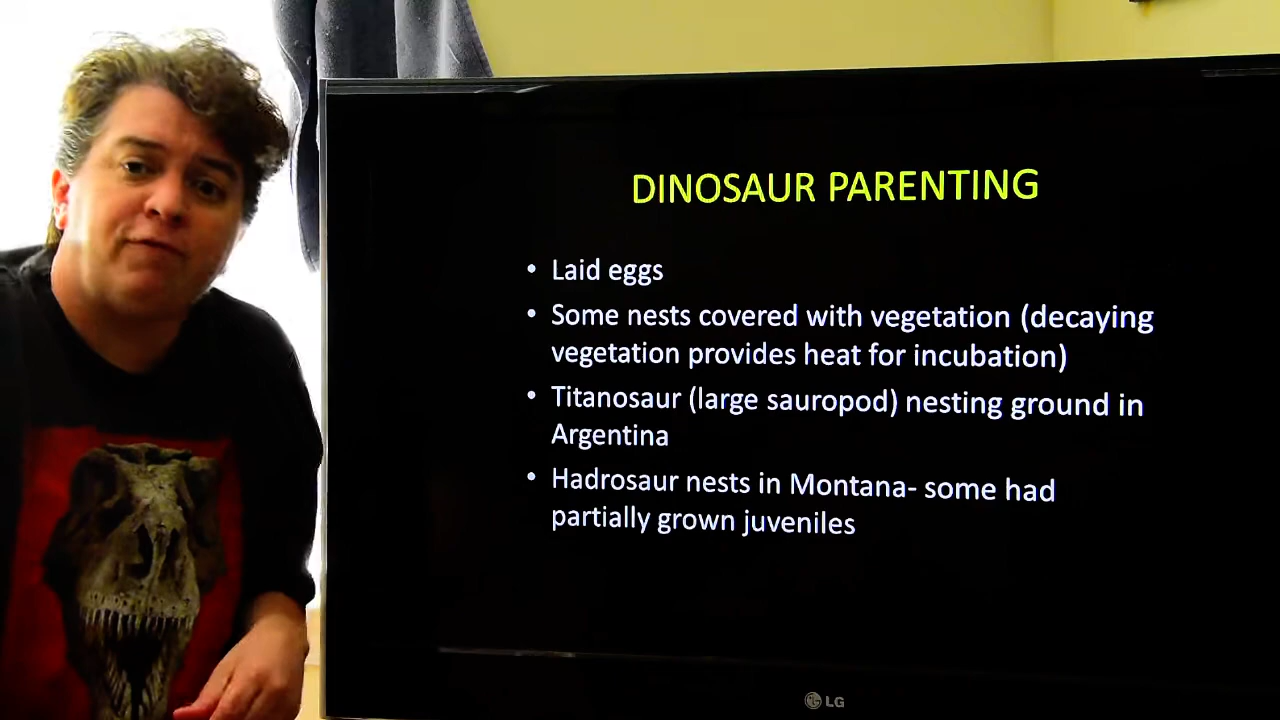 DINOSAUR PARENTING
• Laid eggs
• Some nests covered with vegetation (decaying
vegetation provides heat for incubation)
• Titanosaur (large sauropod) nesting ground in
Argentina
• Hadrosaur nests in Montana- some had
partially grown juveniles
LG